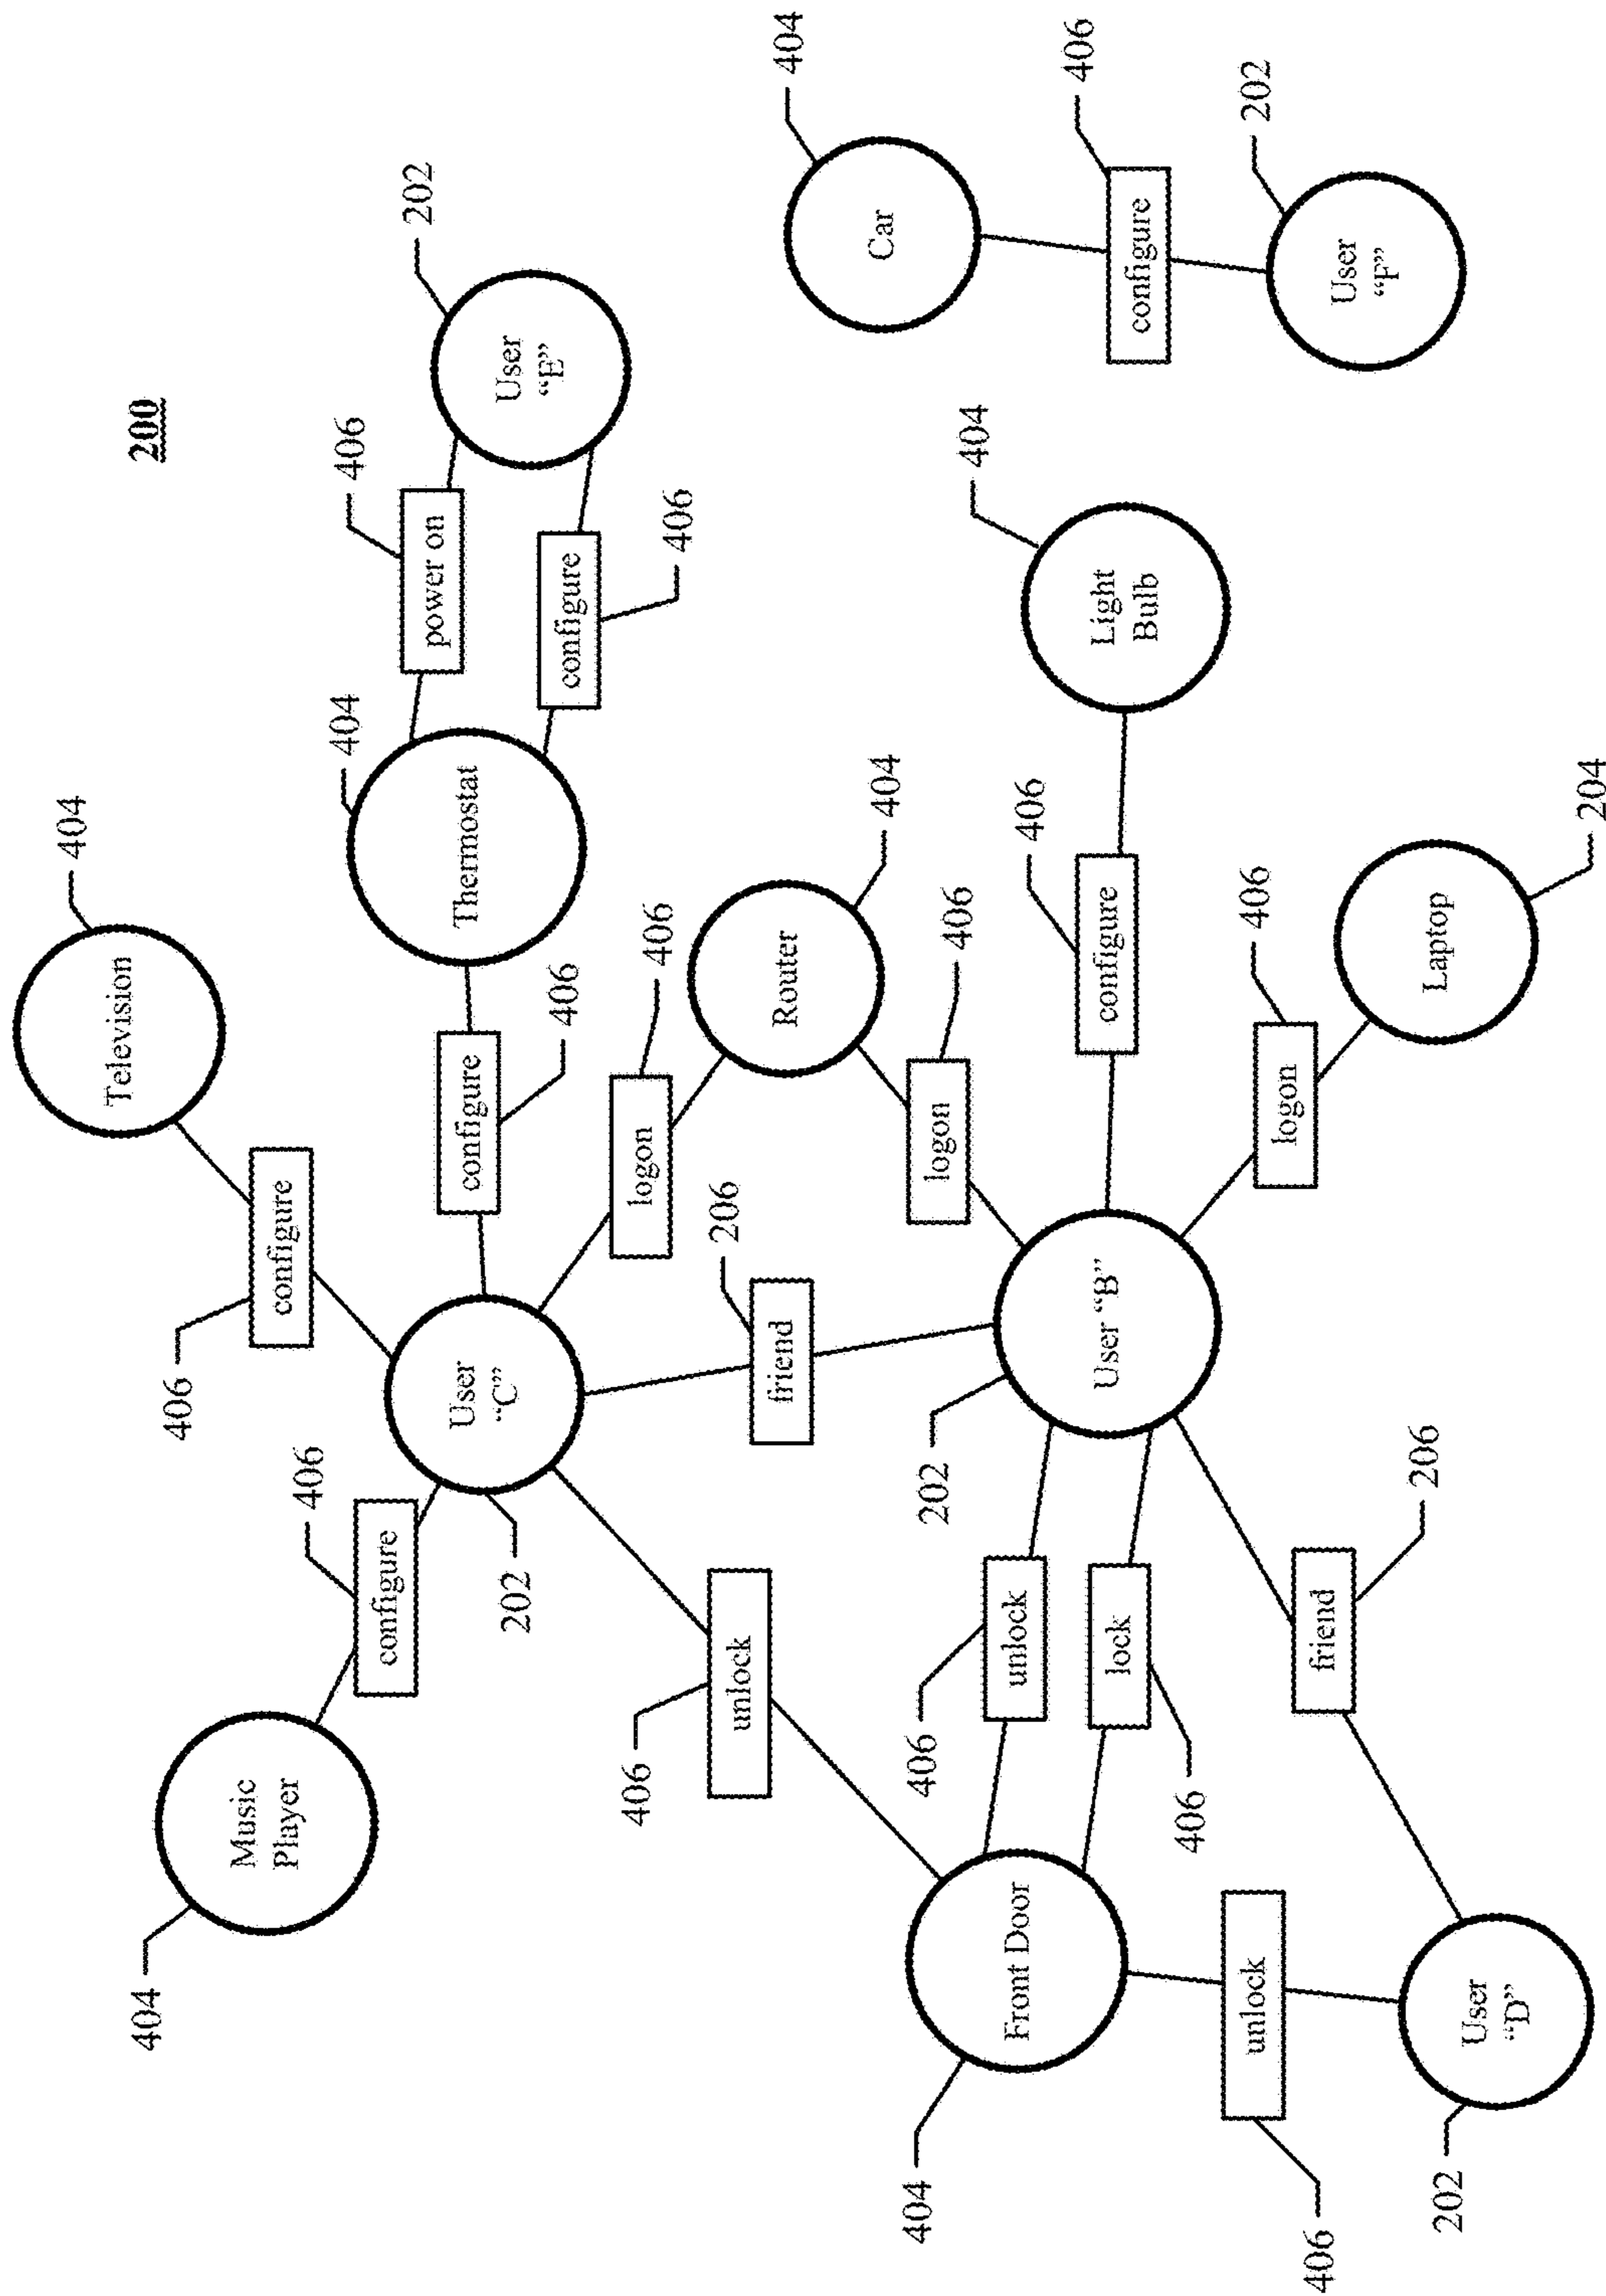 404
Television
200
404
406
Music
Player
configure
406
404
406
configure
202
power on
User
"C"
configure
Thermostat
User
"E"
202
406
configure
406
logon
406
406
206
unlock
friend
Router
404
Car
404
404
406
202
logon
406
404
Front Door
unlock
406
406
lock
User "B"
configure
Light
Bulb
configure
406
unlock
406
202
logon
406
friend
User
"F"
206
Laptop
202
User
"D"
204